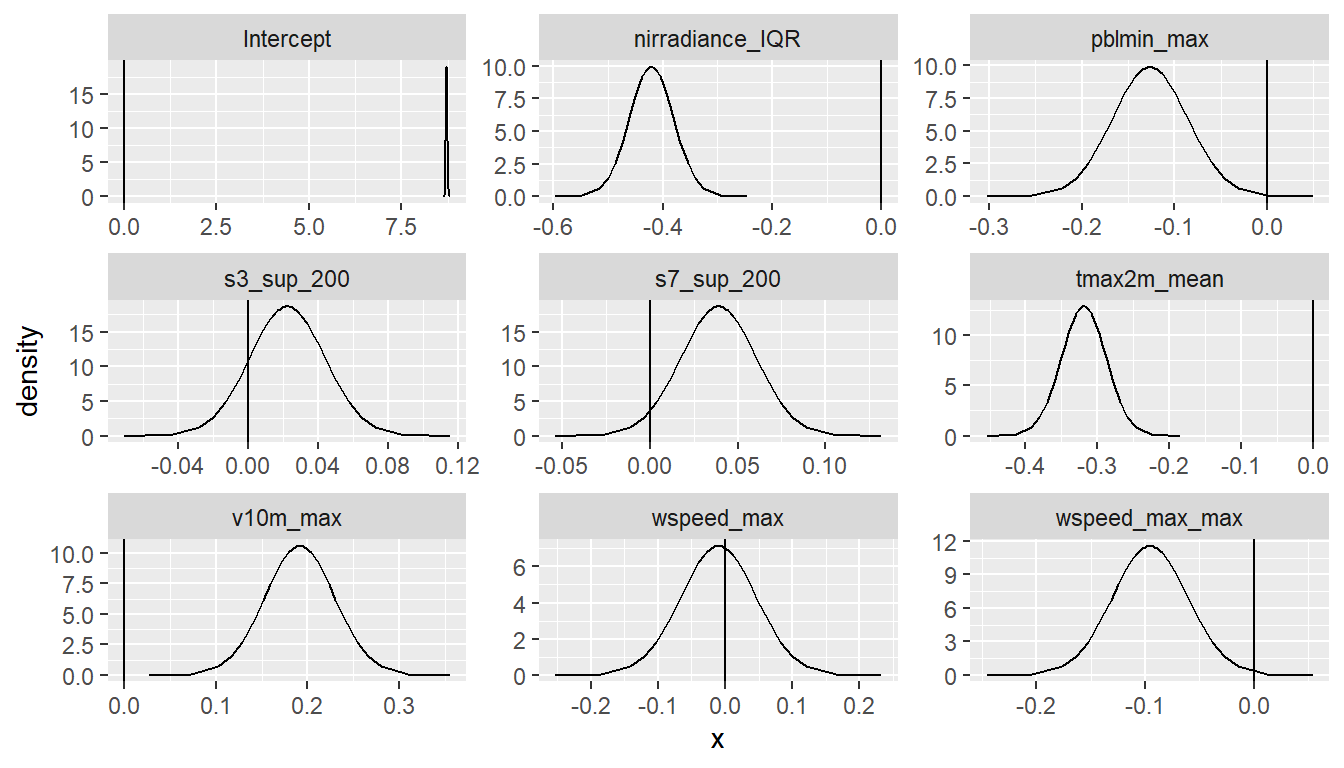 Intercept
nirradiance_IQR
pblmin_max
15
10
5
0
10.0
7.5
5.0
2.5
0.0
10.0
7.5
5.0
2.5
0.0
0.0 2.5 5.0 7.5
-0.6 -0.4 -0.2 0.0
-0.3 -0.2 -0.1 0.0
s3_sup_200
s7_sup_200
tmax2m_mean
density
15
10
5
0
15
10
5
0
10
5
0
-0.04 0.00 0.04 0.08 0.12
-0.05 0.00 0.05 0.10
-0.4 -0.3 -0.2 -0.1 0.0
v10m_max
wspeed_max
wspeed_max_max
10.0
7.5
5.0
2.5
0.0
6
4
2
0
12
9
6
3
0
0.0 0.1 0.2 0.3
-0.2 -0.1 0.0 0.1 0.2
-0.2 -0.1 0.0
x